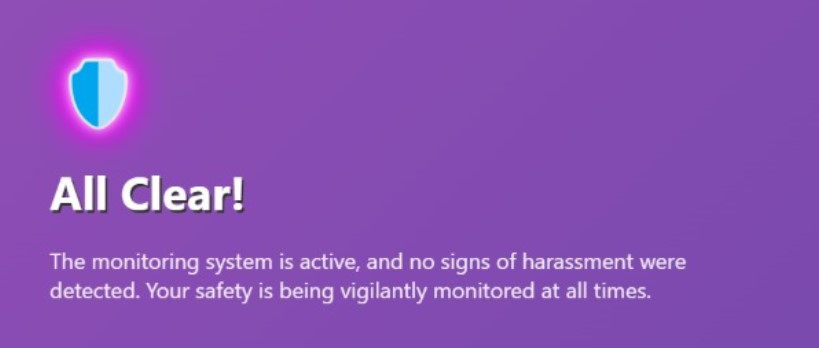 All Clear!
The monitoring system is active, and no signs of harassment were
detected. Your safety is being vigilantly monitored at all times.